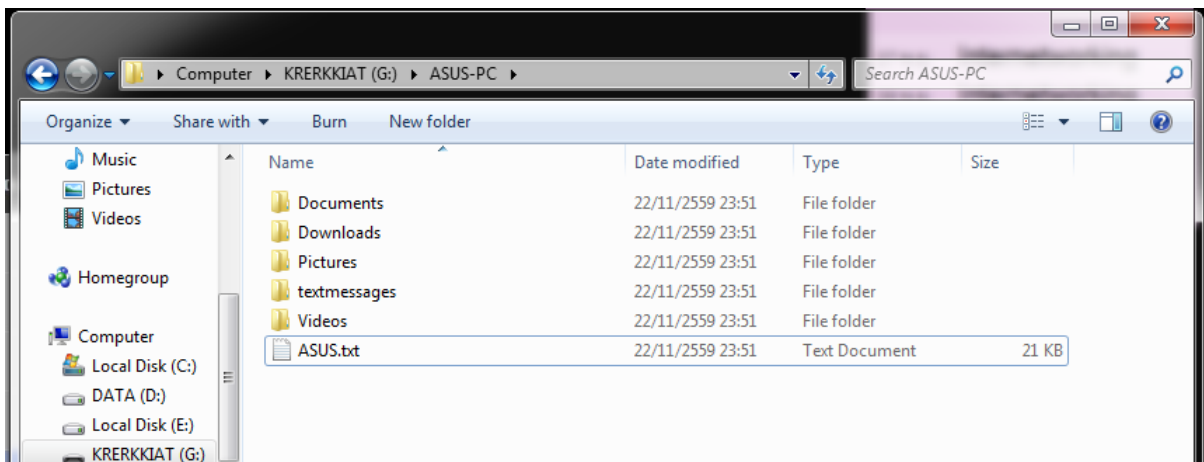 Computer ▸ KRERKKIAT (G:) ▸ ASUS-PC ▸
Search ASUS-PC
Organize Share with Burn New folder
Music
Pictures
Videos
Homegroup
Computer
Local Disk (C:)
DATA (D:)
Local Disk (E:)
KRERKKIAT (G:)
Name Date modified Type Size
Documents 22/11/2559 23:51 File folder
Downloads 22/11/2559 23:51 File folder
Pictures 22/11/2559 23:51 File folder
textmessages 22/11/2559 23:51 File folder
Videos 22/11/2559 23:51 File folder
ASUS.txt 22/11/2559 23:51 Text Document 21 KB